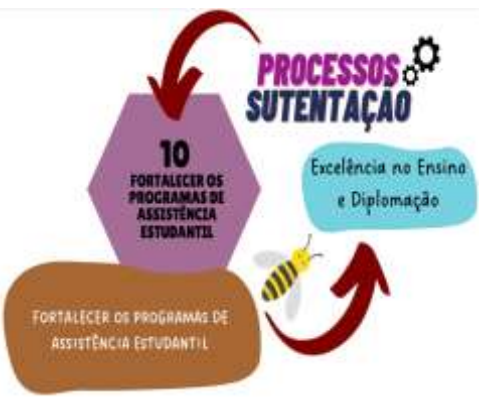 PROCESSOS
SUTENTAÇÃO
10
FORTALECER OS
PROGRAMAS DE
ASSISTÊNCIA
ESTUDANTIL
Excelência no Ensino
e Diplomação
FORTALECER OS PROGRAMAS DE
ASSISTÊNCIA ESTUDANTIL